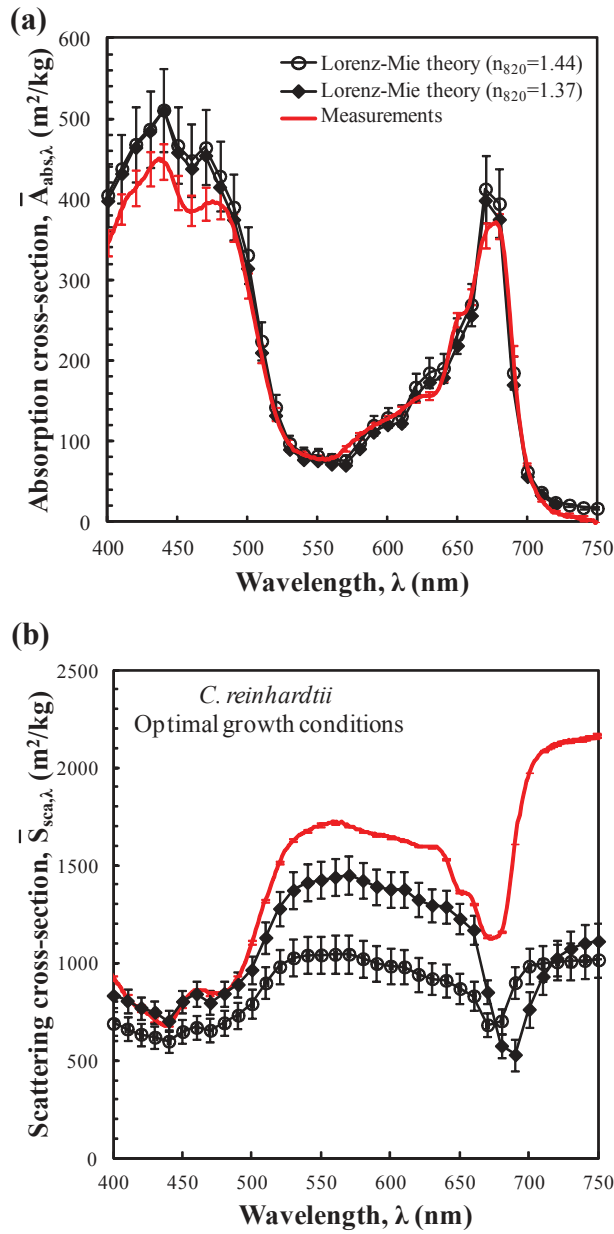 (a)
Absorption cross-section, A̅abs,λ (m²/kg)
600
500
400
300
200
100
0
Lorenz-Mie theory (n820=1.44)
Lorenz-Mie theory (n820=1.37)
Measurements
400 450 500 550 600 650 700 750
Wavelength, λ (nm)
(b)
Scattering cross-section, S̅sca,λ (m²/kg)
2500
2000
1500
1000
500
0
C. reinhardtii
Optimal growth conditions
400 450 500 550 600 650 700 750
Wavelength, λ (nm)